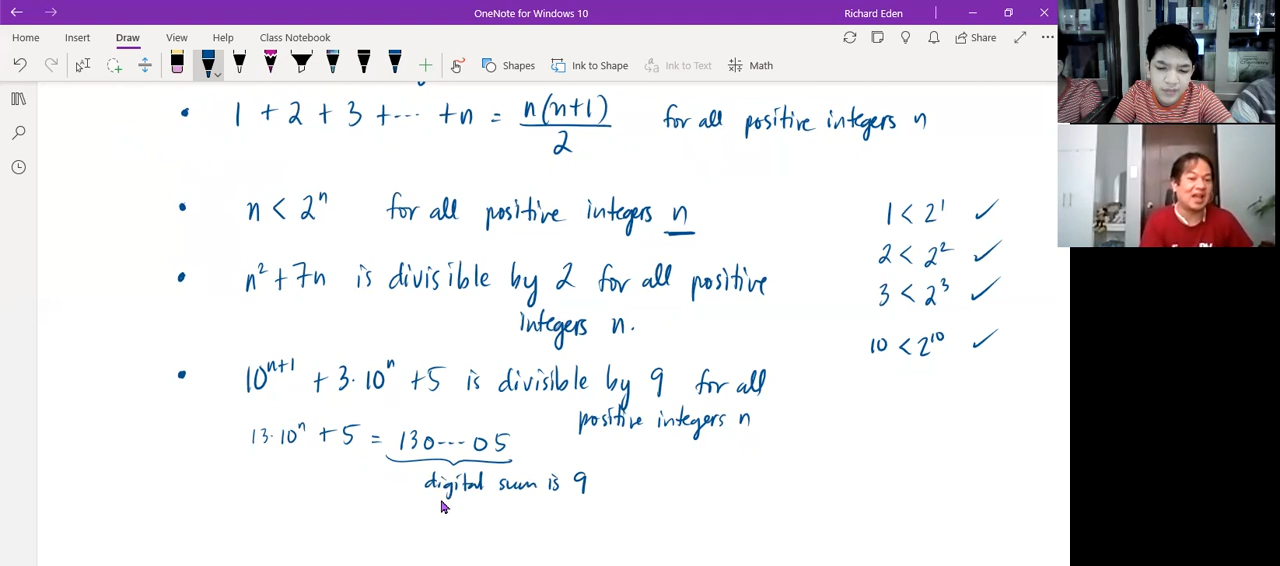 OneNote for Windows 10
Richard Eden
Home Insert Draw View Help Class Notebook
Share
Shapes Ink to Shape Ink to Text Math
• 1 + 2 + 3 + ... + n = n(n+1)/2 for all positive integers n
• n < 2^n for all positive integers n
1 < 2^1 ✓
2 < 2^2 ✓
• n^2 + 7n is divisible by 2 for all positive
3 < 2^3 ✓
integers n.
10 < 2^10 ✓
• 10^(n+1) + 3·10^n + 5 is divisible by 9 for all
positive integers n
13·10^n + 5 = 130---05
digital sum is 9